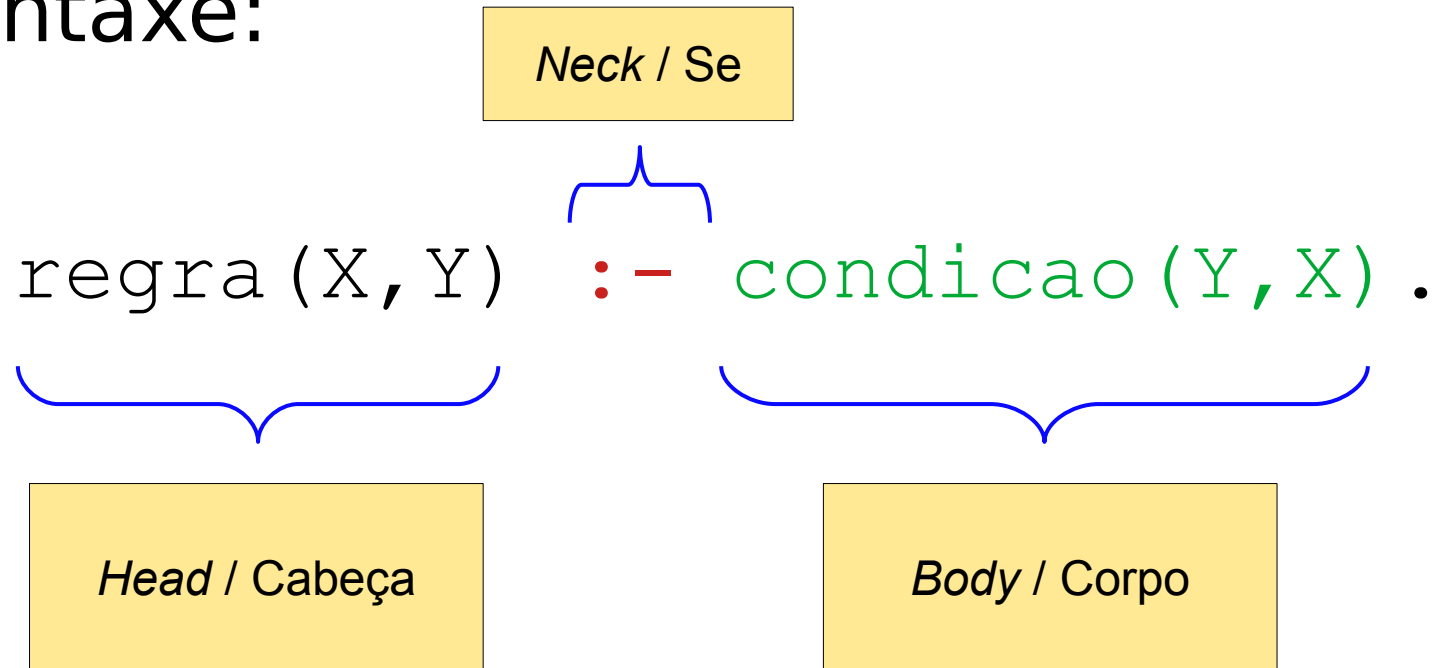 ntaxe:
Neck / Se
regra(X,Y) :- condicao(Y,X).
Head / Cabeça
Body / Corpo